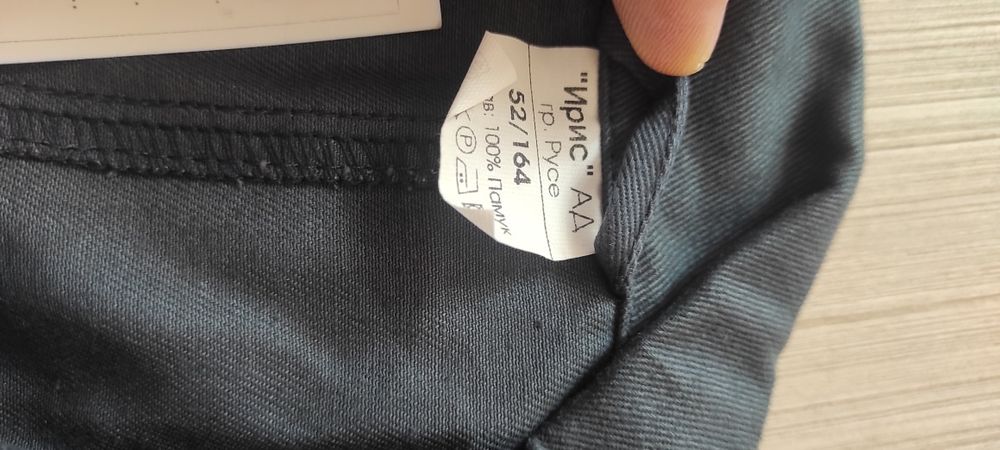 "Ирис" АД
гр. Русе
52/164
в: 100% Памук
P